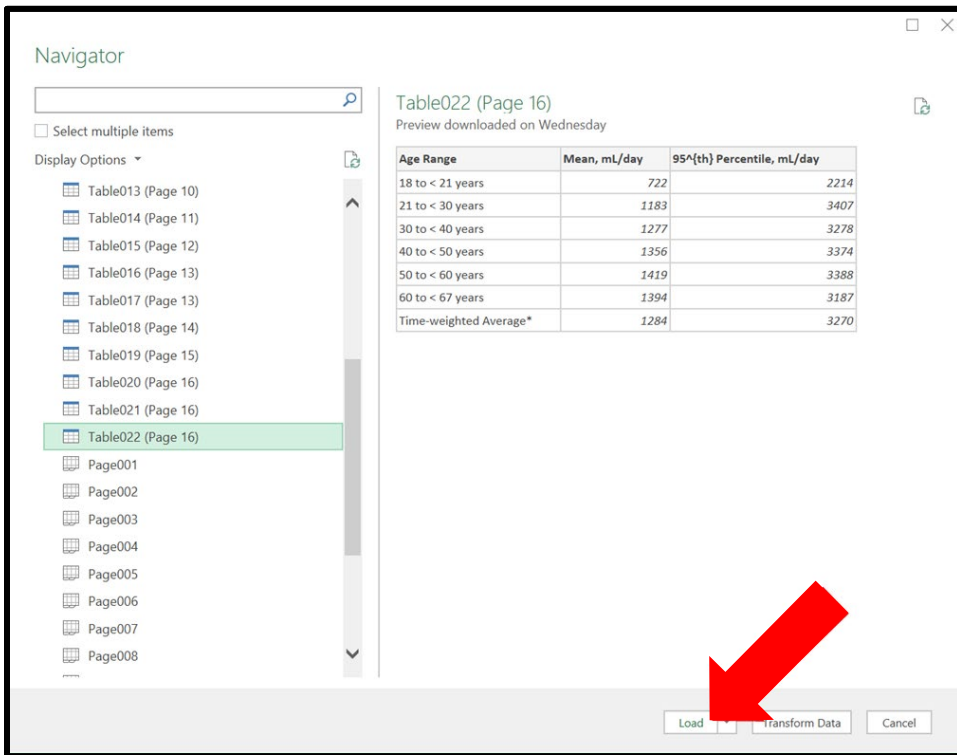 Navigator
Select multiple items
Display Options
Table013 (Page 10)
Table014 (Page 11)
Table015 (Page 12)
Table016 (Page 13)
Table017 (Page 13)
Table018 (Page 14)
Table019 (Page 15)
Table020 (Page 16)
Table021 (Page 16)
Table022 (Page 16)
Page001
Page002
Page003
Page004
Page005
Page006
Page007
Page008
Table022 (Page 16)
Preview downloaded on Wednesday
Age Range Mean, mL/day 95^{th} Percentile, mL/day
18 to < 21 years 722 2214
21 to < 30 years 1183 3407
30 to < 40 years 1277 3278
40 to < 50 years 1356 3374
50 to < 60 years 1419 3388
60 to < 67 years 1394 3187
Time-weighted Average* 1284 3270
Load Transform Data Cancel